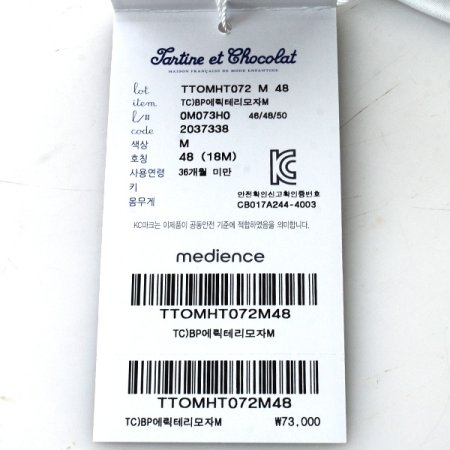 Tartine et Chocolat
MAISON FRANÇAISE DE MODE ENFANTINE
lot TTOMHT072 M 48
item TC)BP에릭테리모자M
l/# 0M073H0 46/48/50
code 2037338
색상 M
호칭 48 (18M)
사용연령 36개월 미만
키
몸무게
안전확인신고확인증번호
CB017A244-4003
KC마크는 이제품이 공통안전 기준에 적합하였음을 의미합니다.
medience
TTOMHT072M48
TC)BP에릭테리모자M
TTOMHT072M48
TC)BP에릭테리모자M ₩73,000